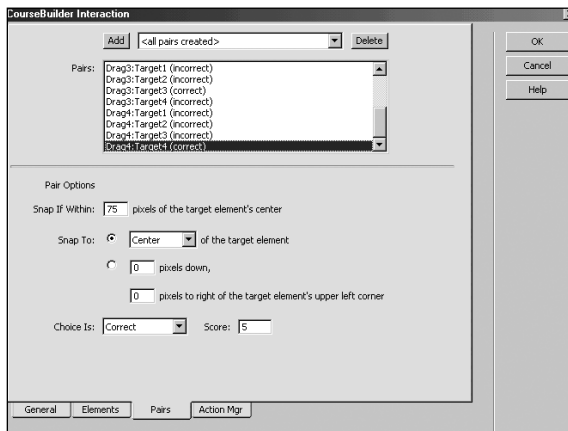 CourseBuilder Interaction
Add <all pairs created> Delete
OK
Cancel
Help
Pairs:
Drag3:Target1 (incorrect)
Drag3:Target2 (incorrect)
Drag3:Target3 (correct)
Drag3:Target4 (incorrect)
Drag4:Target1 (incorrect)
Drag4:Target2 (incorrect)
Drag4:Target3 (incorrect)
Drag4:Target4 (correct)
Pair Options
Snap If Within: 75 pixels of the target element's center
Snap To: Center of the target element
0 pixels down,
0 pixels to right of the target element's upper left corner
Choice Is: Correct Score: 5
General Elements Pairs Action Mgr